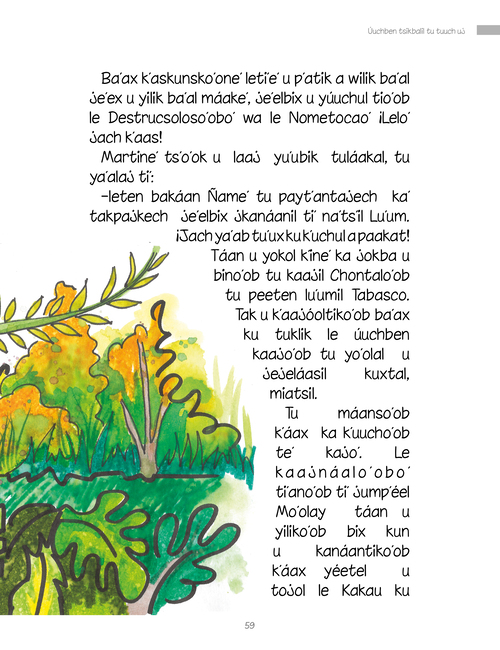 Úuchben tsikbalil tu tuuch uj
Ba'ax k'askunsko'one' leti'e' u p'atik a wilik ba'al
je'ex u yilik ba'al máake', je'elbix u yúuchul tio'ob
le Destrucsoloso'obo' wa le Nometocao' ¡Lelo'
jach k'aas!
Martine' ts'o'ok u laaj yu'ubik tuláakal, tu
ya'alaj ti':
–leten bakáan Ñame' tu payt'antajech ka'
takpajkech je'elbix jkanáanil ti' na'tsil Lu'um.
¡Jach ya'ab tu'ux ku k'uchul a paakat!
Táan u yokol k'ine' ka jokba u
bino'ob tu kaajil Chontalo'ob
tu peeten lu'umil Tabasco.
Tak u k'aajóoltiko'ob ba'ax
ku tuklik le úuchben
kaajo'ob tu yo'olal u
jejeláasil kuxtal,
miatsil.
Tu máanso'ob
k'áax ka k'uucho'ob
te' kajo'. Le
kaajnáalo'obo'
ti'ano'ob ti' jump'éel
Mo'olay táan u
yiliko'ob bix kun
u kanáantiko'ob
k'áax yéetel u
tojol le Kakau ku
59